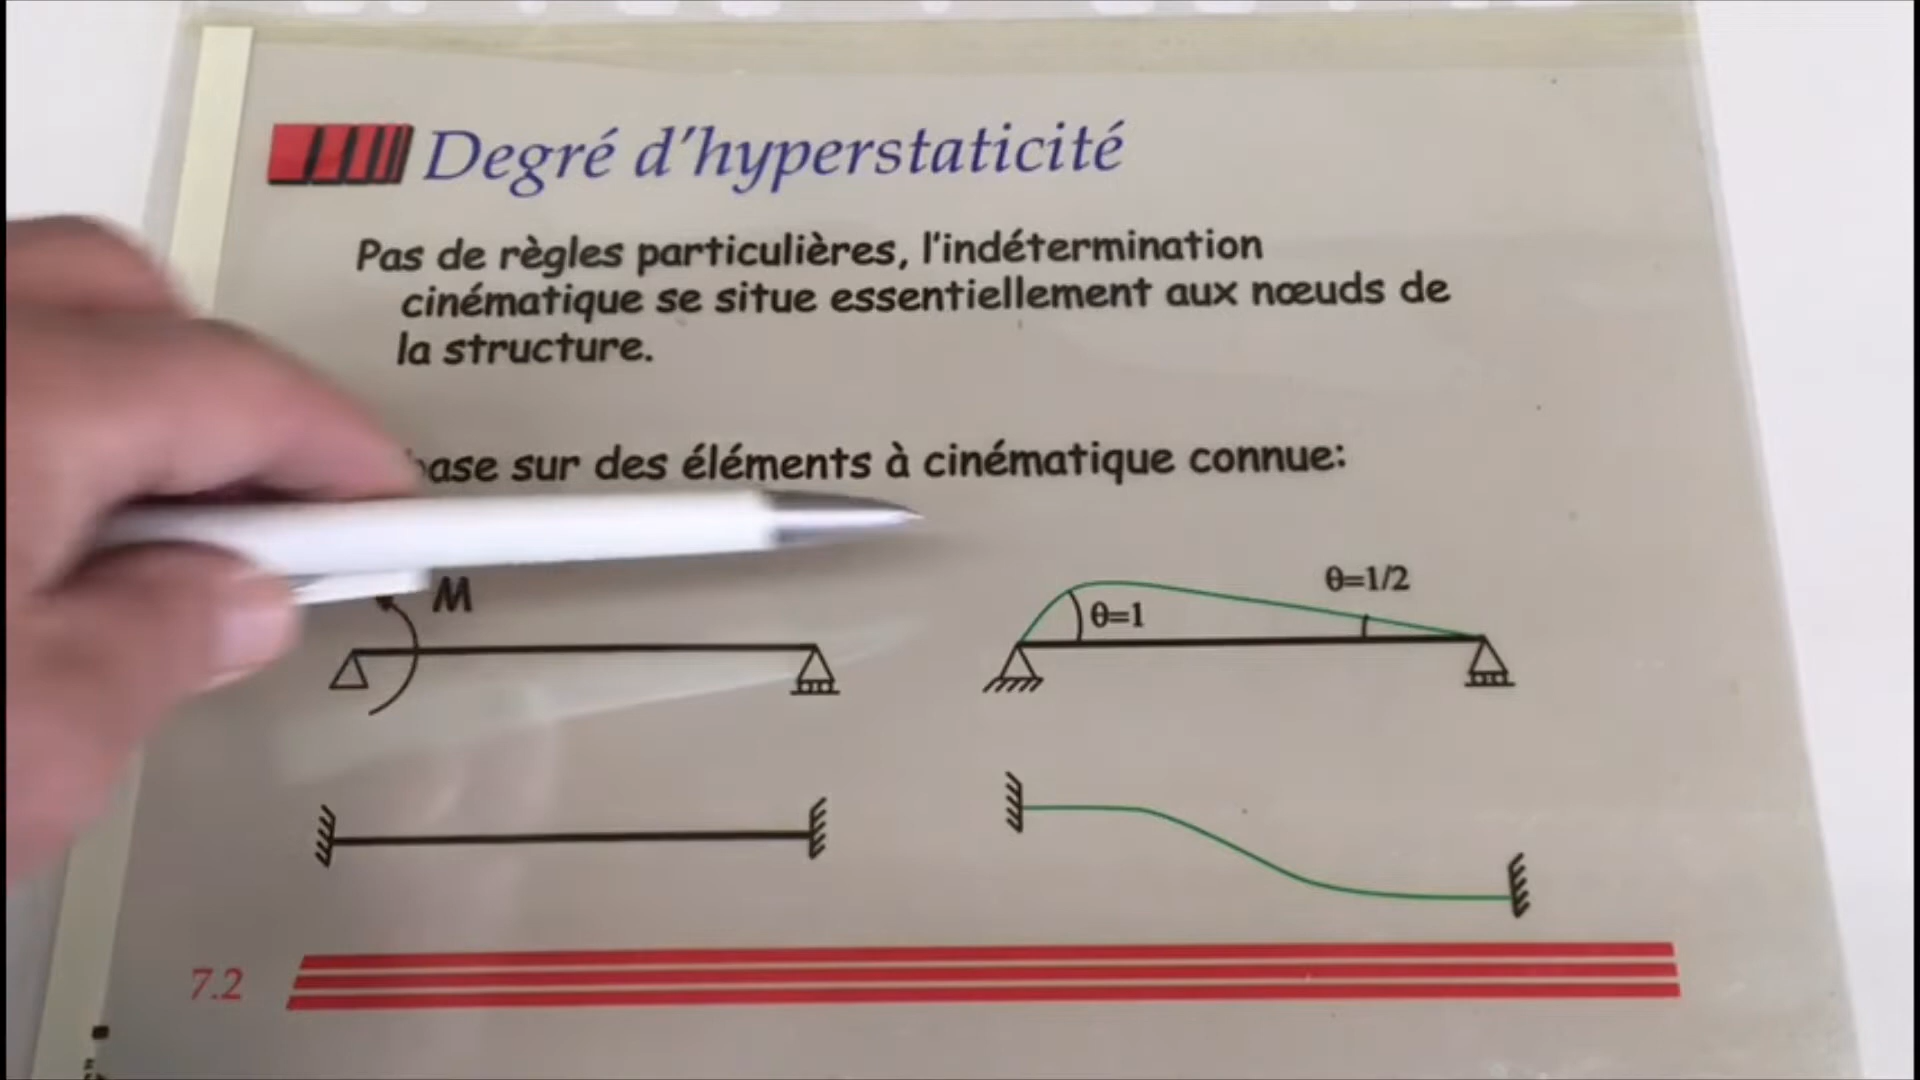 Degré d'hyperstaticité
Pas de règles particulières, l'indétermination
cinématique se situe essentiellement aux nœuds de
la structure.
sur des éléments à cinématique connue:
M
θ=1
θ=1/2
7.2